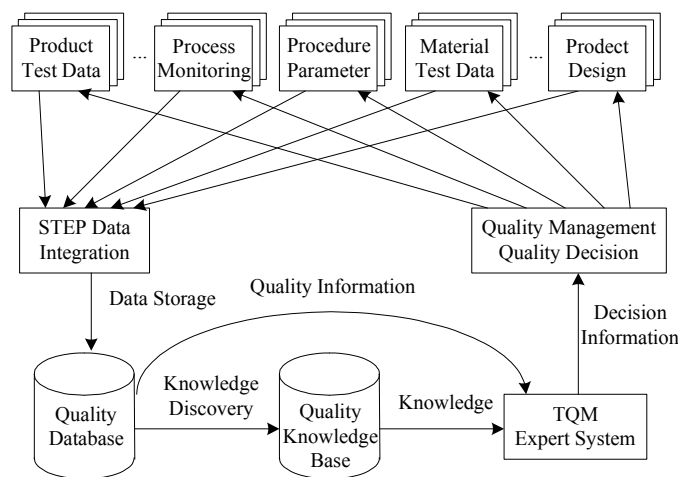 Product
Test Data
...
Process
Monitoring
Procedure
Parameter
Material
Test Data
...
Prodect
Design
STEP Data
Integration
Quality Management
Quality Decision
Data Storage
Quality Information
Decision
Information
Quality
Database
Knowledge
Discovery
Quality
Knowledge
Base
Knowledge
TQM
Expert System